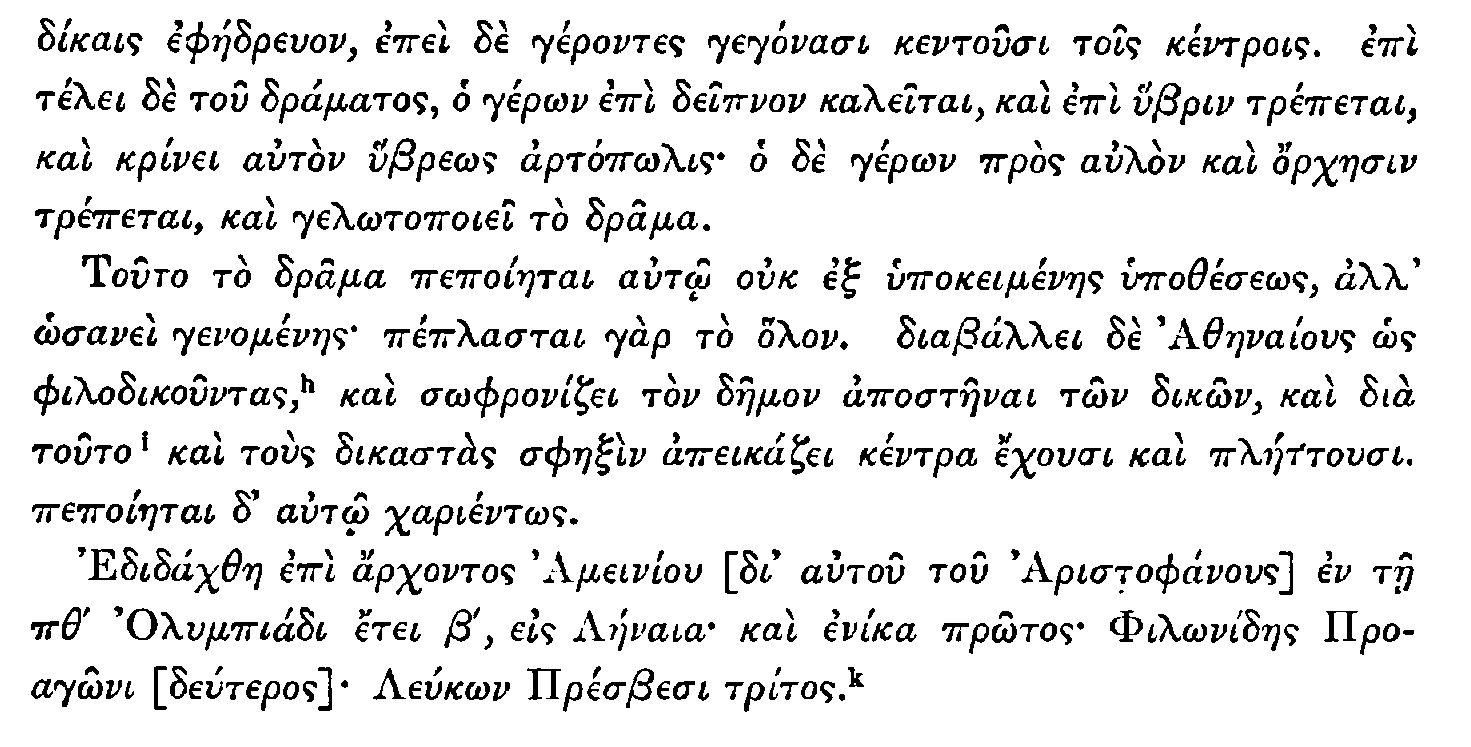 δίκαις ἐφήδρευον, ἐπεὶ δὲ γέροντες γεγόνασι κεντοῦσι τοῖς κέντροις. ἐπὶ
τέλει δὲ τοῦ δράματος, ὁ γέρων ἐπὶ δεῖπνον καλεῖται, καὶ ἐπὶ ὕβριν τρέπεται,
καὶ κρίνει αὐτὸν ὕβρεως ἀρτόπωλις· ὁ δὲ γέρων πρὸς αὐλὸν καὶ ὄρχησιν
τρέπεται, καὶ γελωτοποιεῖ τὸ δρᾶμα.
Τοῦτο τὸ δρᾶμα πεποίηται αὐτῷ οὐκ ἐξ ὑποκειμένης ὑποθέσεως, ἀλλ’
ὡσανεὶ γενομένης· πέπλασται γὰρ τὸ ὅλον. διαβάλλει δὲ Ἀθηναίους ὡς
φιλοδικοῦντας,h καὶ σωφρονίζει τὸν δῆμον ἀποστῆναι τῶν δικῶν, καὶ διὰ
τοῦτο i καὶ τοὺς δικαστὰς σφηξὶν ἀπεικάζει κέντρα ἔχουσι καὶ πλήττουσι.
πεποίηται δ’ αὐτῷ χαριέντως.
Ἐδιδάχθη ἐπὶ ἄρχοντος Ἀμεινίου [δι’ αὐτοῦ τοῦ Ἀριστοφάνους] ἐν τῇ
πθ′ Ὀλυμπιάδι ἔτει β′, εἰς Λήναια· καὶ ἐνίκα πρῶτος· Φιλωνίδης Προ-
αγῶνι [δεύτερος]· Λεύκων Πρέσβεσι τρίτος.k